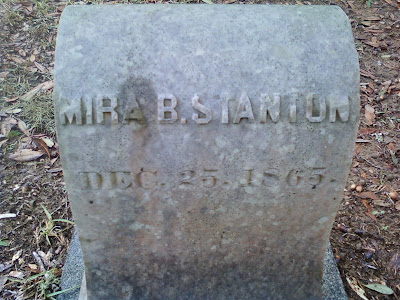 MIRA B. STANTON
DEC. 25. 1865.